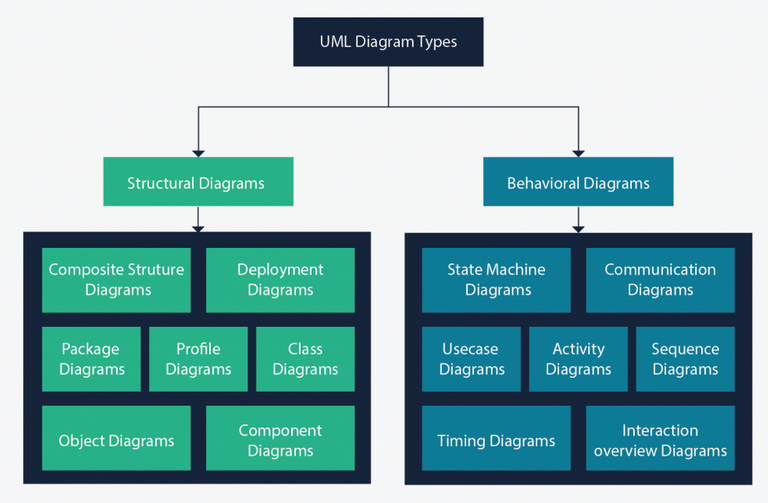 UML Diagram Types
Structural Diagrams
Behavioral Diagrams
Composite Struture
Diagrams
Deployment
Diagrams
Package
Diagrams
Profile
Diagrams
Class
Diagrams
Object Diagrams
Component
Diagrams
State Machine
Diagrams
Communication
Diagrams
Usecase
Diagrams
Activity
Diagrams
Sequence
Diagrams
Timing Diagrams
Interaction
overview Diagrams